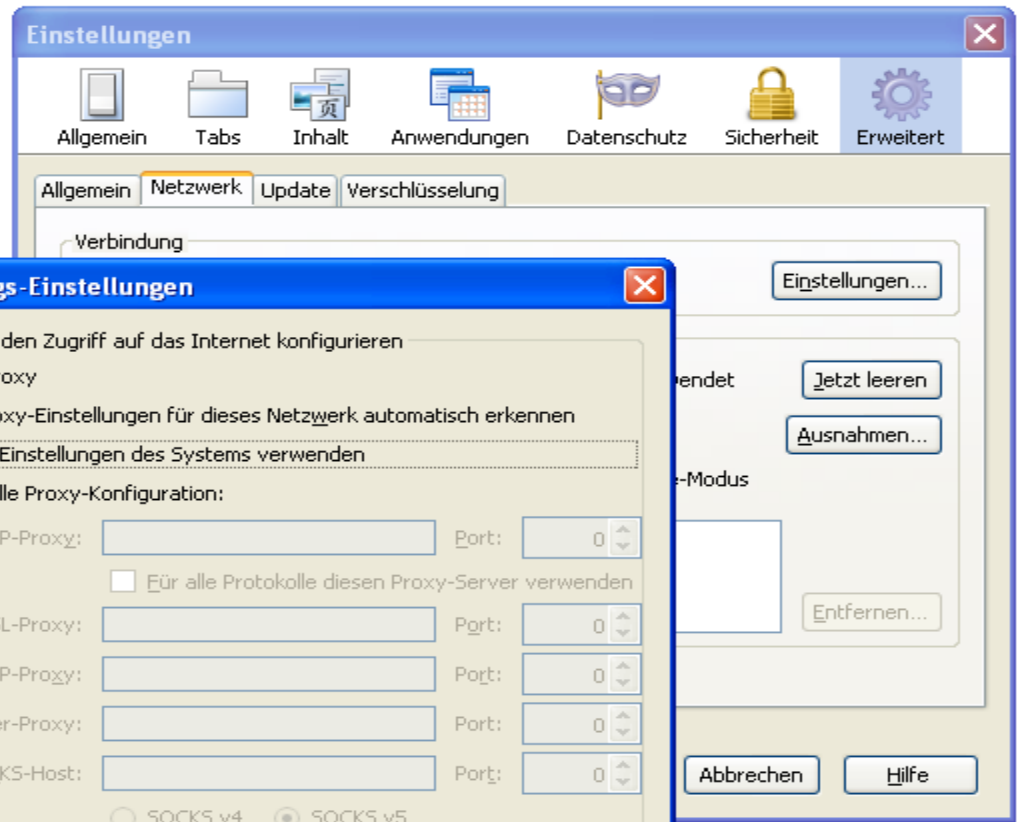 Einstellungen
Allgemein Tabs Inhalt Anwendungen Datenschutz Sicherheit Erweitert
Allgemein Netzwerk Update Verschlüsselung
Verbindung
Einstellungen...
gs-Einstellungen
den Zugriff auf das Internet konfigurieren
roxy
endet Jetzt leeren
oxy-Einstellungen für dieses Netzwerk automatisch erkennen
Ausnahmen...
Einstellungen des Systems verwenden
-Modus
lle Proxy-Konfiguration:
P-Proxy: Port: 0
Für alle Protokolle diesen Proxy-Server verwenden
Entfernen...
L-Proxy: Port: 0
P-Proxy: Port: 0
er-Proxy: Port: 0
KS-Host: Port: 0
Abbrechen Hilfe
SOCKS v4 SOCKS v5